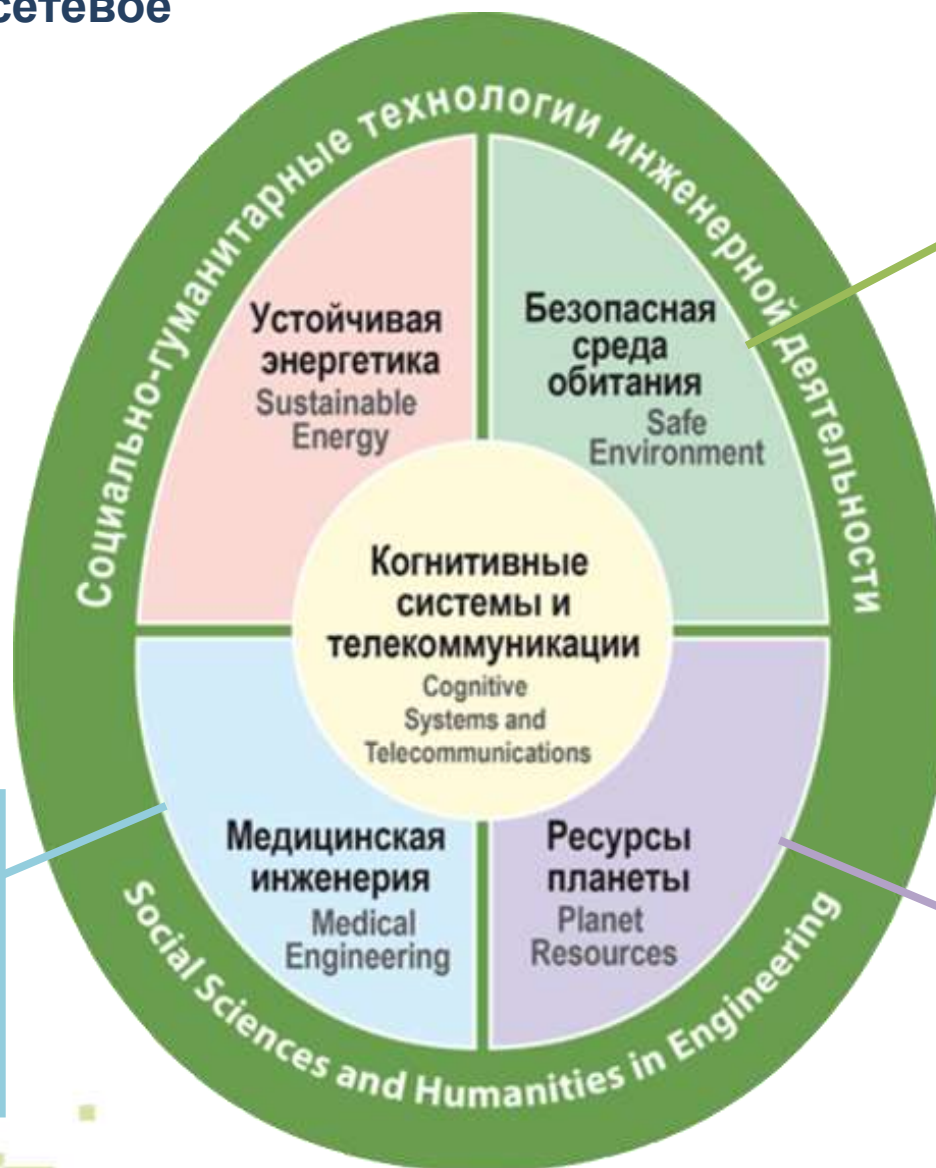 сетевое
Социально-гуманитарные технологии инженерной деятельности
Устойчивая
энергетика
Sustainable
Energy
Безопасная
среда
обитания
Safe
Environment
Когнитивные
системы и
телекоммуникации
Cognitive
Systems and
Telecommunications
Медицинская
инженерия
Medical
Engineering
Ресурсы
планеты
Planet
Resources
Social Sciences and Humanities in Engineering